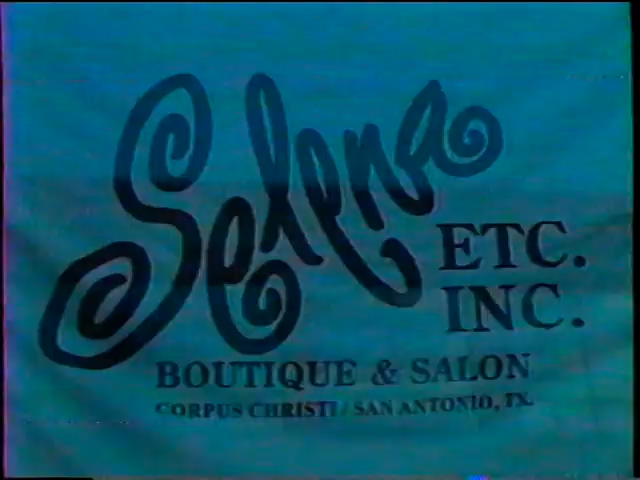 Selena
ETC.
INC.
BOUTIQUE & SALON
CORPUS CHRISTI / SAN ANTONIO, TX.